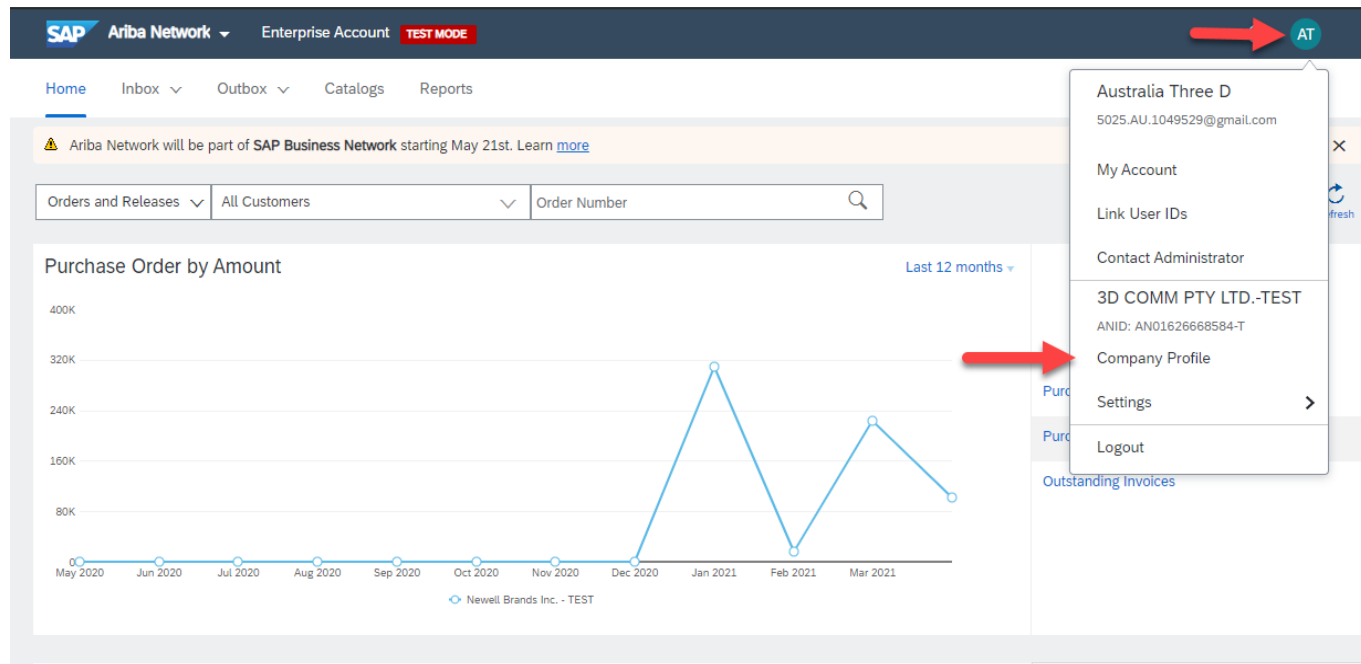 SAP Ariba Network Enterprise Account TEST MODE AT
Home Inbox Outbox Catalogs Reports
Ariba Network will be part of SAP Business Network starting May 21st. Learn more
Orders and Releases All Customers Order Number
Purchase Order by Amount Last 12 months
400K
320K
240K
160K
80K
0
May 2020 Jun 2020 Jul 2020 Aug 2020 Sep 2020 Oct 2020 Nov 2020 Dec 2020 Jan 2021 Feb 2021 Mar 2021
Newell Brands Inc. - TEST
Australia Three D
5025.AU.1049529@gmail.com
My Account
Link User IDs
Contact Administrator
3D COMM PTY LTD.-TEST
ANID: AN01626668584-T
Company Profile
Settings
Logout
Outstanding Invoices